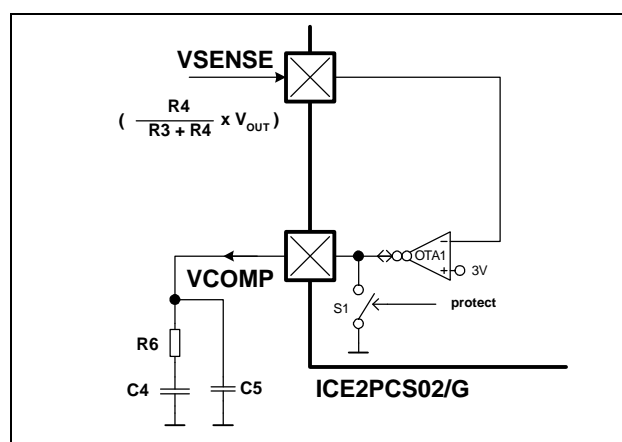 VSENSE
( R4 / R3 + R4 x VOUT )
OTA1
3V
VCOMP
S1
protect
R6
C4
C5
ICE2PCS02/G